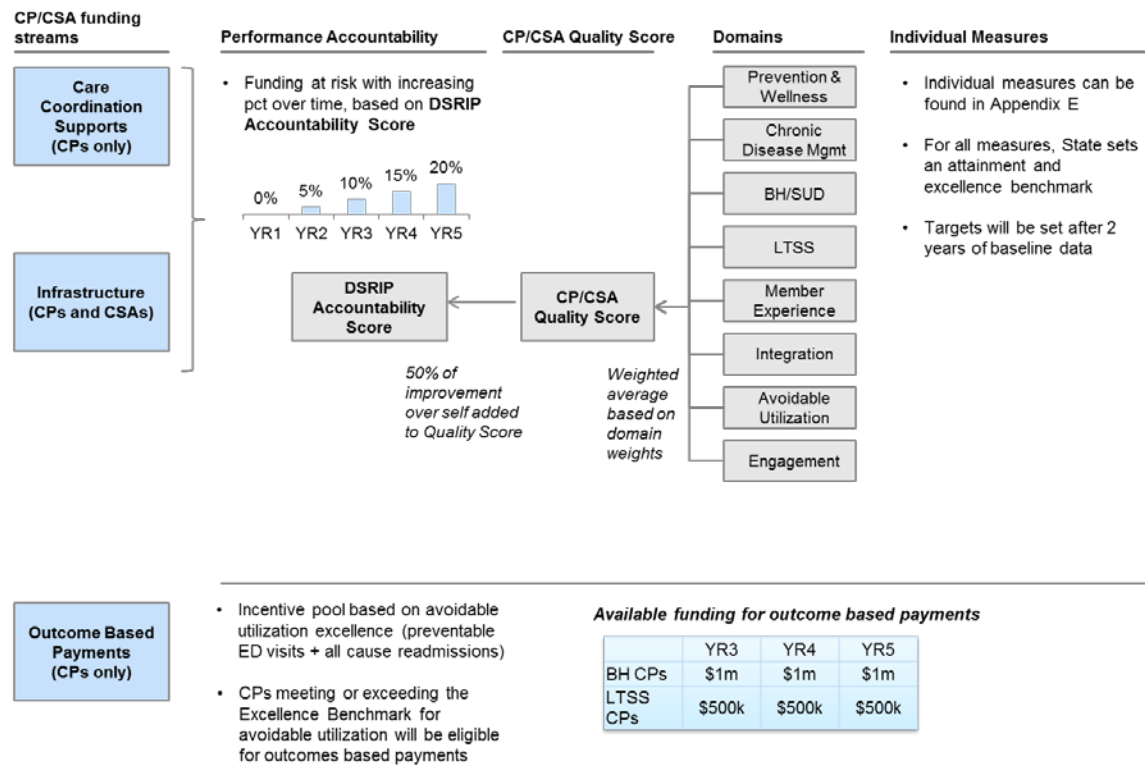 CP/CSA funding
streams
Performance Accountability
CP/CSA Quality Score
Domains
Individual Measures
Care
Coordination
Supports
(CPs only)
Infrastructure
(CPs and CSAs)
• Funding at risk with increasing
pct over time, based on DSRIP
Accountability Score
0%
5%
10%
15%
20%
YR1
YR2
YR3
YR4
YR5
DSRIP
Accountability
Score
50% of
improvement
over self added
to Quality Score
CP/CSA
Quality Score
Weighted
average
based on
domain
weights
Prevention &
Wellness
Chronic
Disease Mgmt
BH/SUD
LTSS
Member
Experience
Integration
Avoidable
Utilization
Engagement
• Individual measures can be
found in Appendix E
• For all measures, State sets
an attainment and
excellence benchmark
• Targets will be set after 2
years of baseline data
Outcome Based
Payments
(CPs only)
• Incentive pool based on avoidable
utilization excellence (preventable
ED visits + all cause readmissions)
• CPs meeting or exceeding the
Excellence Benchmark for
avoidable utilization will be eligible
for outcomes based payments
Available funding for outcome based payments
YR3 YR4 YR5
BH CPs $1m $1m $1m
LTSS
CPs $500k $500k $500k